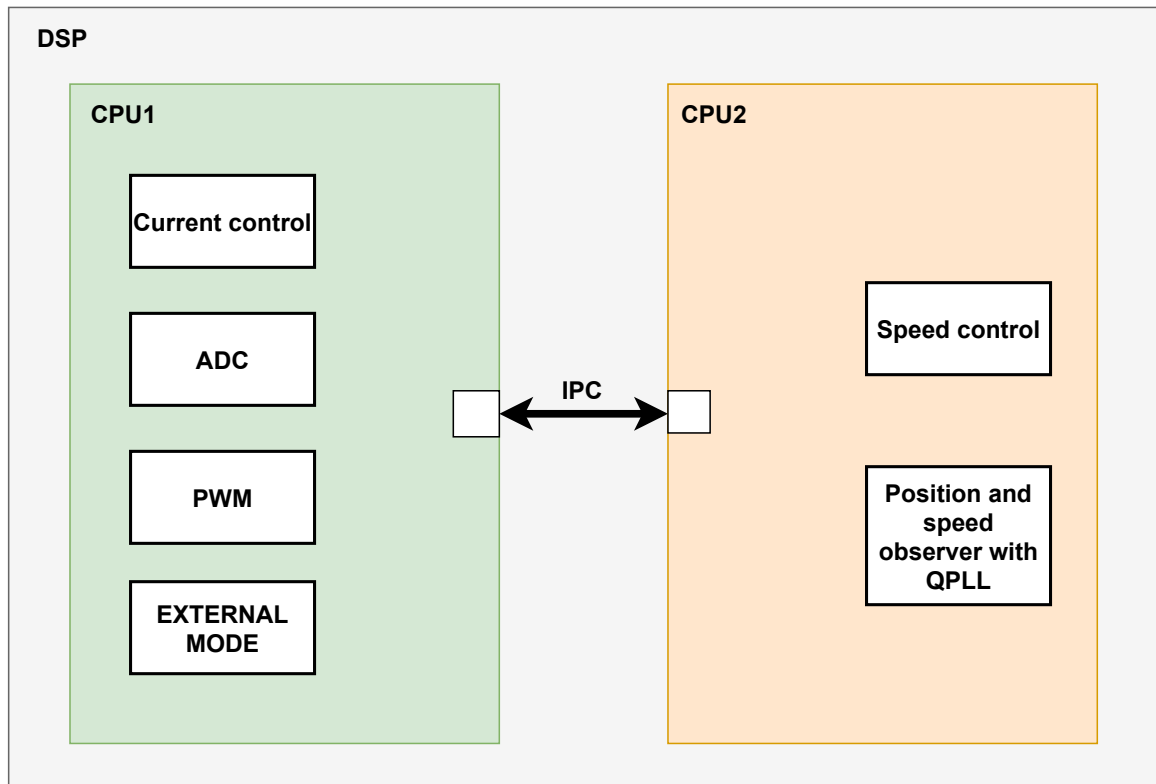 DSP
CPU1
Current control
ADC
PWM
EXTERNAL
MODE
IPC
CPU2
Speed control
Position and
speed
observer with
QPLL